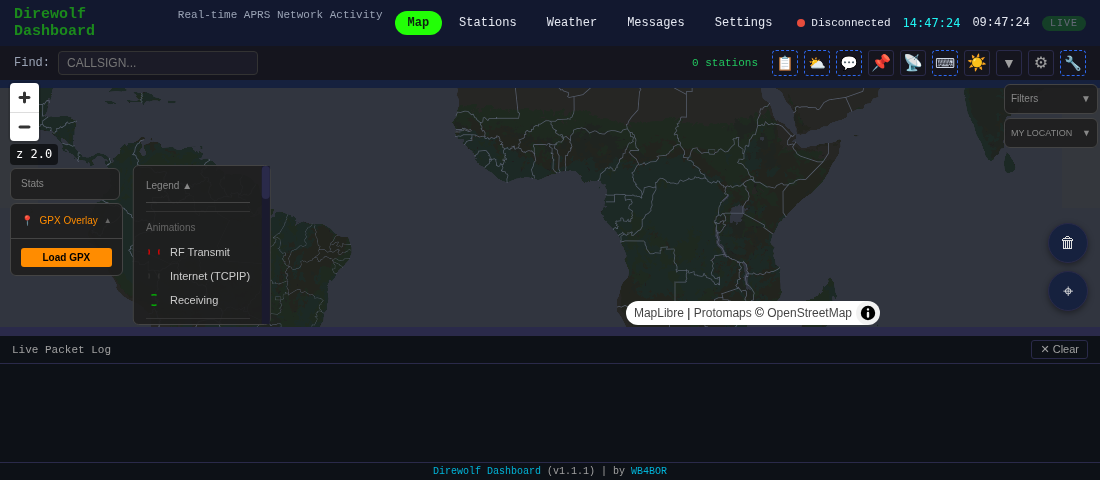 Direwolf
Dashboard
Real-time APRS Network Activity
Map
Stations
Weather
Messages
Settings
Disconnected
14:47:24
09:47:24
LIVE
Find:
CALLSIGN...
0 stations
+
−
z 2.0
Stats
GPX Overlay ▲
Load GPX
Legend ▲
Animations
RF Transmit
Internet (TCPIP)
Receiving
Filters ▼
MY LOCATION ▼
MapLibre | Protomaps © OpenStreetMap
Live Packet Log
✕ Clear
Direwolf Dashboard (v1.1.1) | by WB4BOR